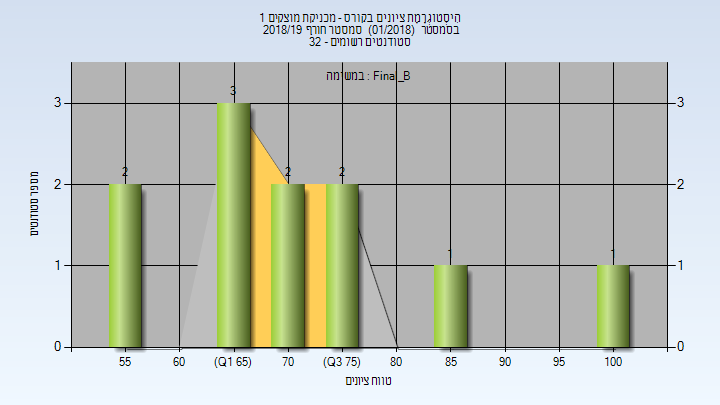 היסטוגרמת ציונים בקורס - מכניקת מוצקים 1
בסמסטר (01/2018) סמסטר חורף 2018/19
סטודנטים רשומים - 32
במשימה : Final_B
3
2
1
0
מספר סטודנטים
3
2
1
0
2
3
2
2
1
1
55
60
(Q1 65)
70
(Q3 75)
80
85
90
95
100
טווח ציונים